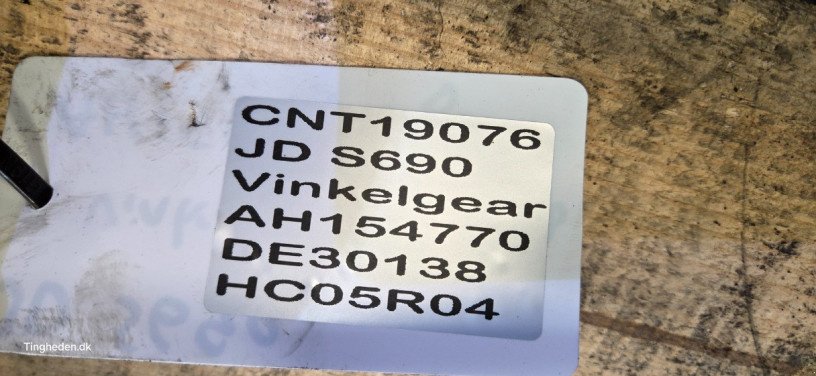 CNT19076
JD S690
Vinkelgear
AH154770
DE30138
HC05R04
Tingheden.dk